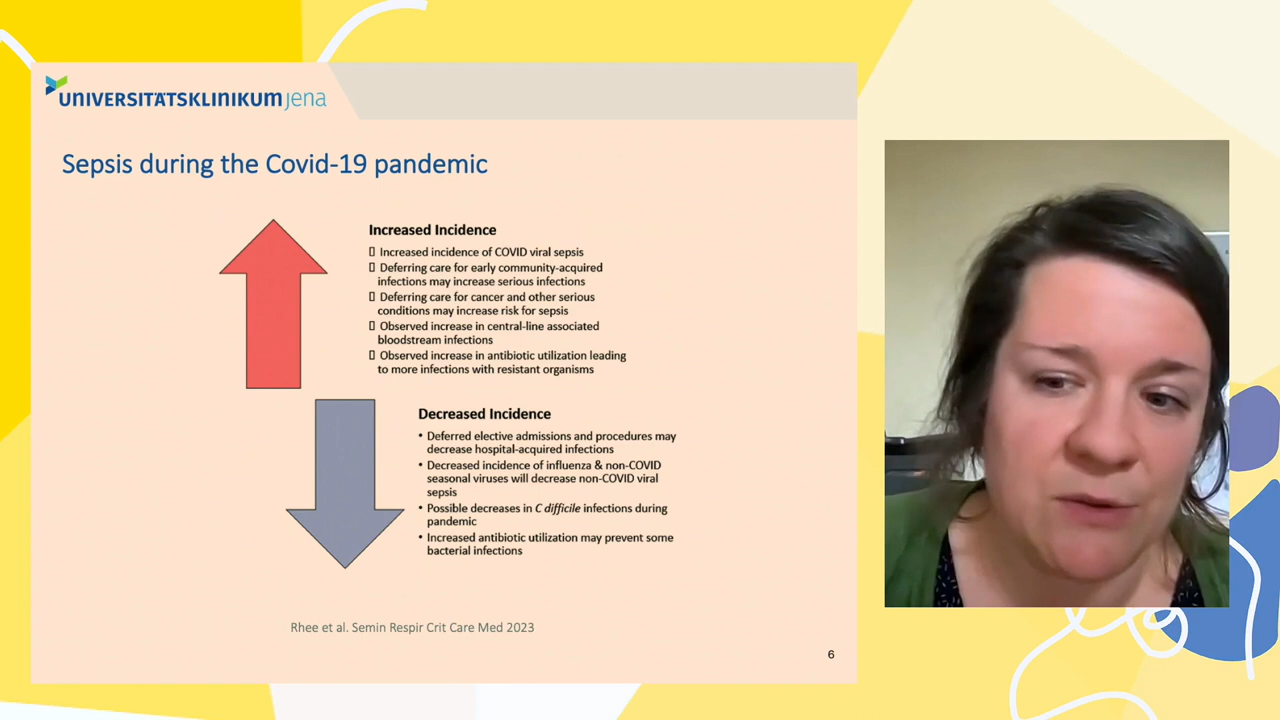 UNIVERSITÄTSKLINIKUM jena
Sepsis during the Covid-19 pandemic
Increased Incidence
▯ Increased incidence of COVID viral sepsis
▯ Deferring care for early community-acquired
infections may increase serious infections
▯ Deferring care for cancer and other serious
conditions may increase risk for sepsis
▯ Observed increase in central-line associated
bloodstream infections
▯ Observed increase in antibiotic utilization leading
to more infections with resistant organisms
Decreased Incidence
• Deferred elective admissions and procedures may
decrease hospital-acquired infections
• Decreased incidence of influenza & non-COVID
seasonal viruses will decrease non-COVID viral
sepsis
• Possible decreases in C difficile infections during
pandemic
• Increased antibiotic utilization may prevent some
bacterial infections
Rhee et al. Semin Respir Crit Care Med 2023
6